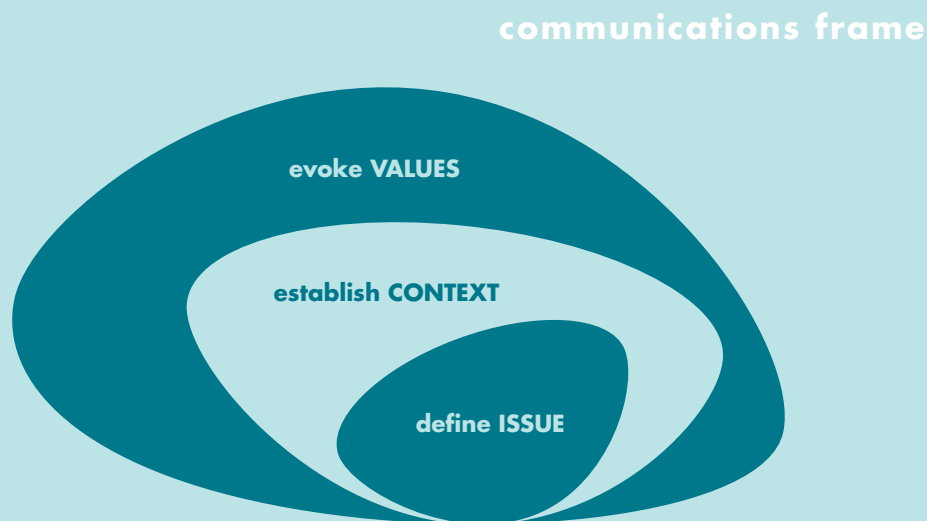 communications frame
evoke VALUES
establish CONTEXT
define ISSUE